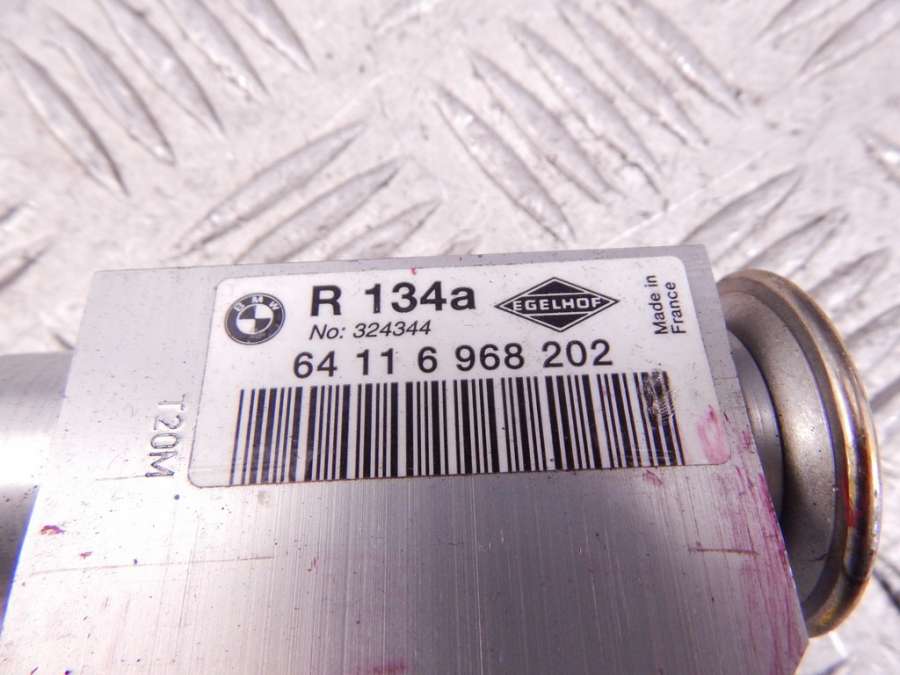 BMW
R 134a
EGELHOF
No: 324344
64 11 6 968 202
Made in
France
T20M